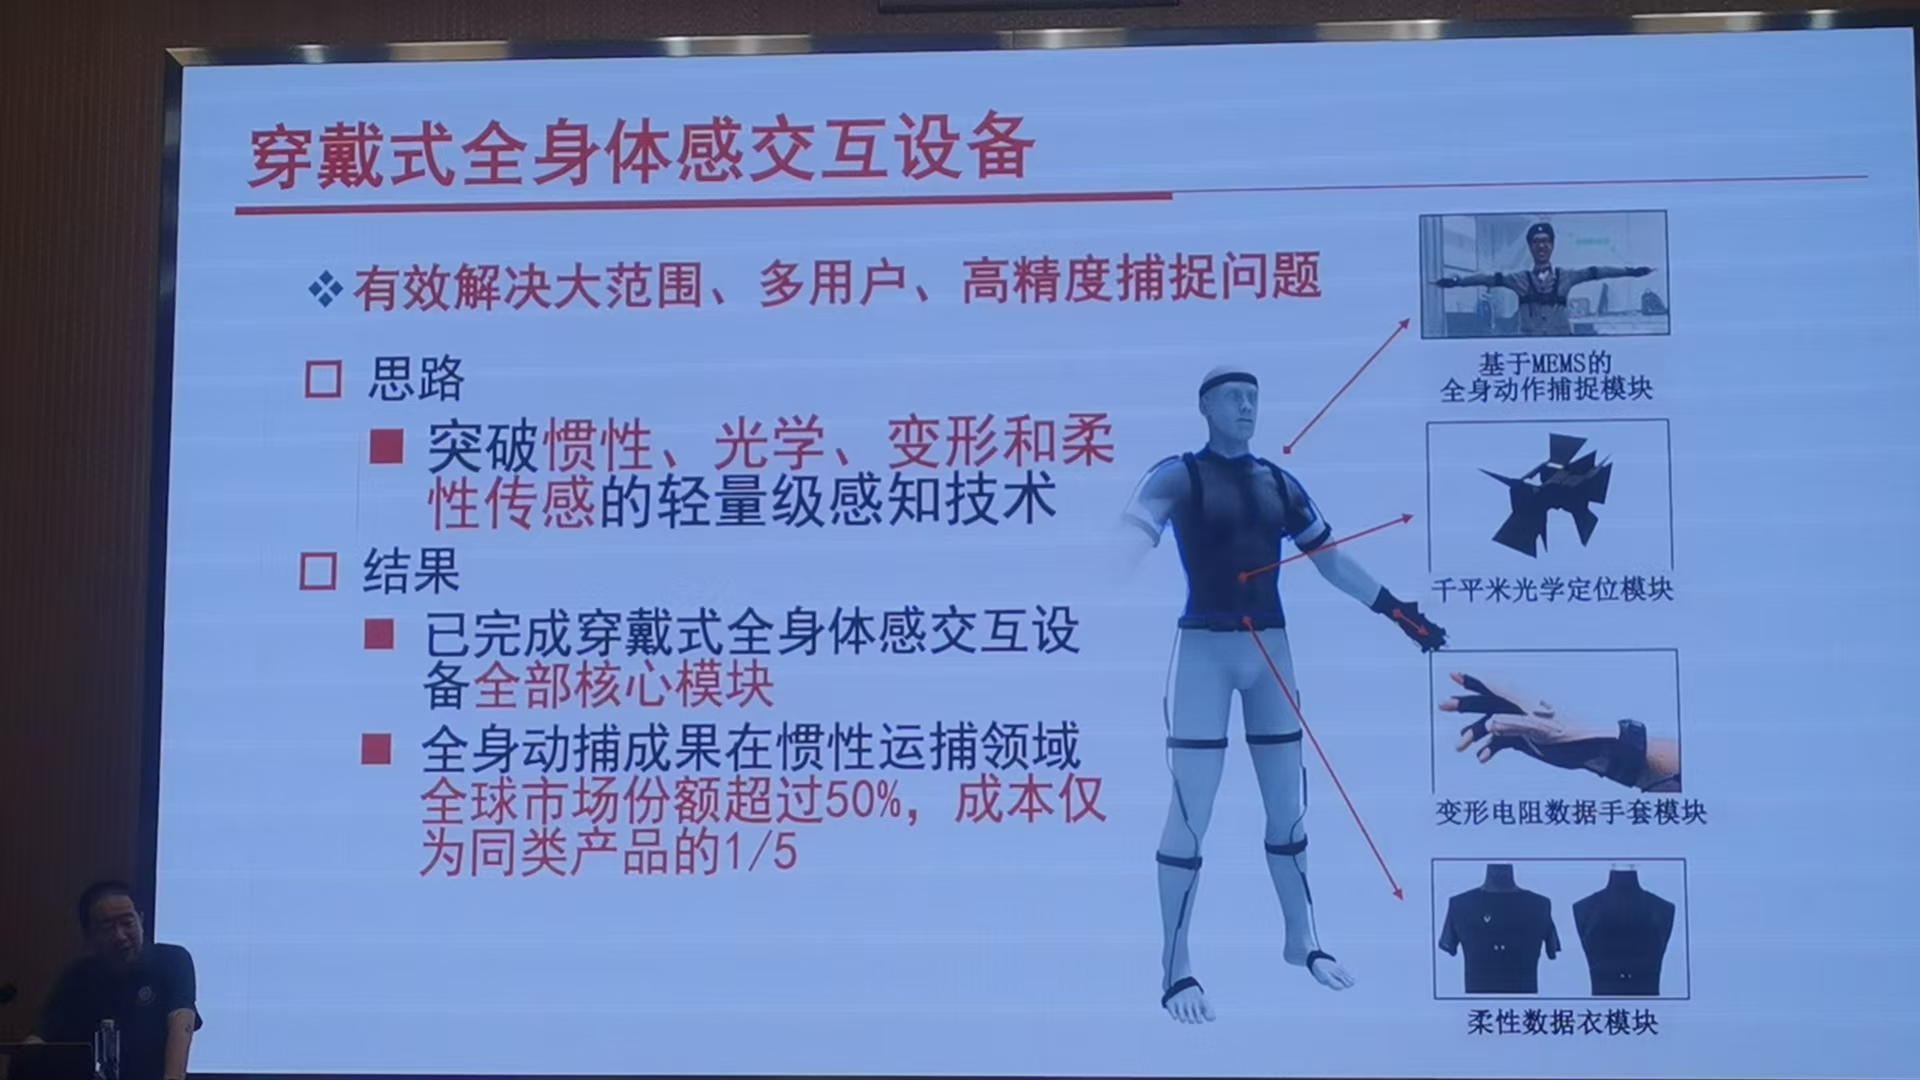 穿戴式全身体感交互设备
有效解决大范围、多用户、高精度捕捉问题
思路
突破惯性、光学、变形和柔
性传感的轻量级感知技术
结果
已完成穿戴式全身体感交互设
备全部核心模块
全身动捕成果在惯性运捕领域
全球市场份额超过50%，成本仅
为同类产品的1/5
基于MEMS的
全身动作捕捉模块
千平米光学定位模块
变形电阻数据手套模块
柔性数据衣模块